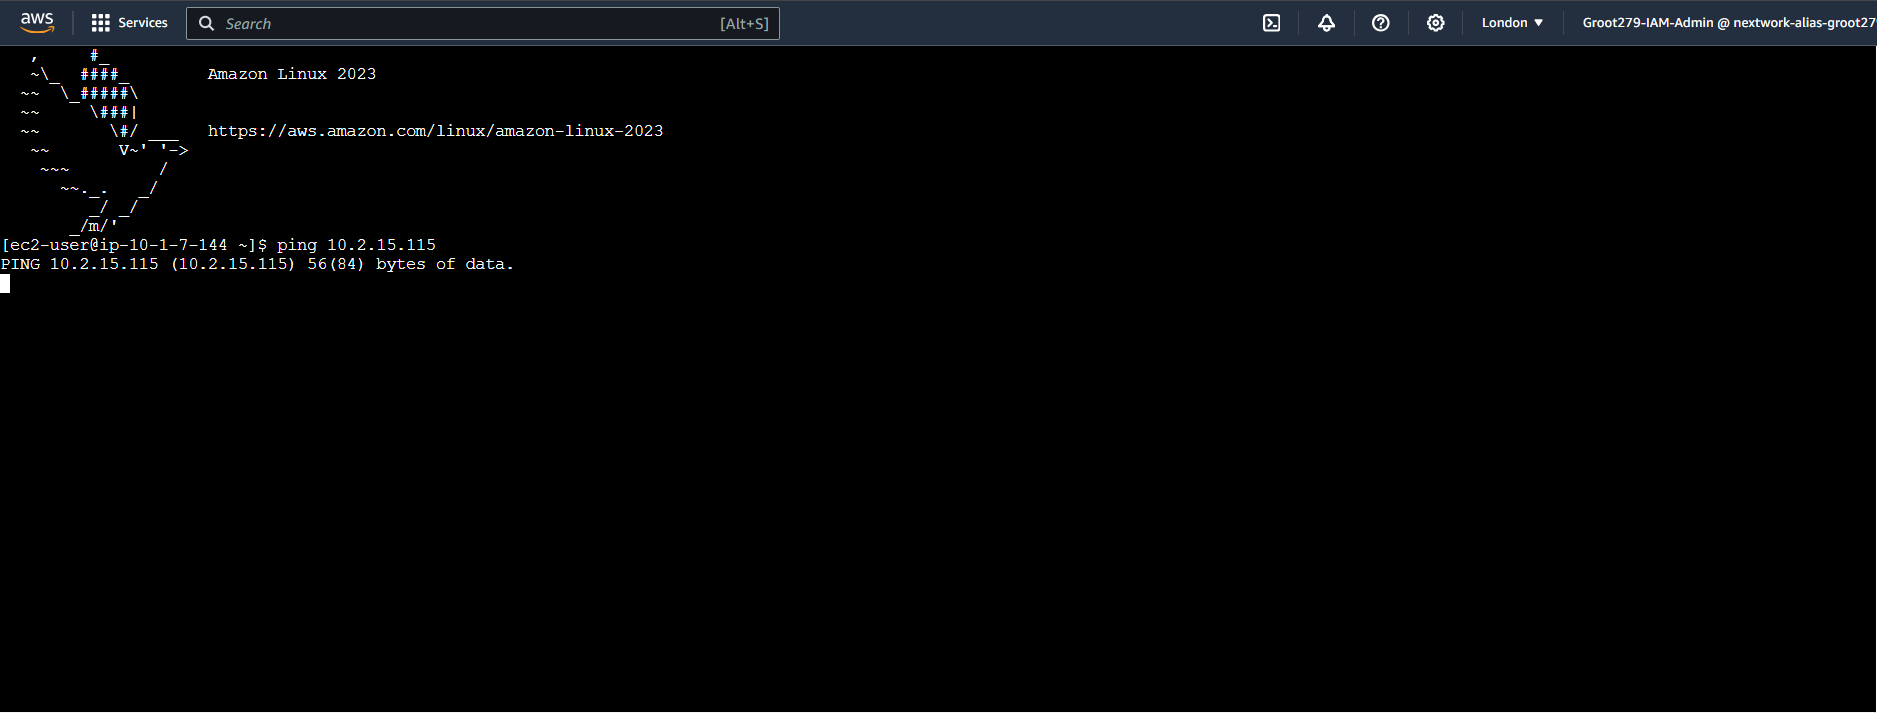 aws Services Search [Alt+S] London ▼ Groot279-IAM-Admin @ nextwork-alias-groot27
   ,     #_
   ~\_  ####_        Amazon Linux 2023
  ~~  \_#####\
  ~~     \###|
  ~~       \#/ ___   https://aws.amazon.com/linux/amazon-linux-2023
   ~~       V~' '->
    ~~~         /
      ~~._.   _/
         _/ _/
       _/m/'
[ec2-user@ip-10-1-7-144 ~]$ ping 10.2.15.115
PING 10.2.15.115 (10.2.15.115) 56(84) bytes of data.